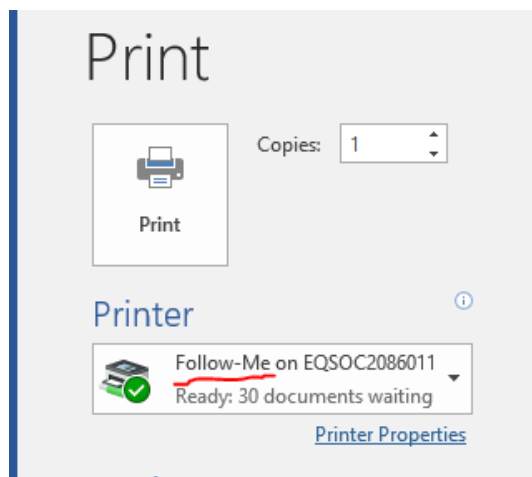 Print
Copies: 1
Print
Printer
Follow-Me on EQSOC2086011
Ready: 30 documents waiting
Printer Properties